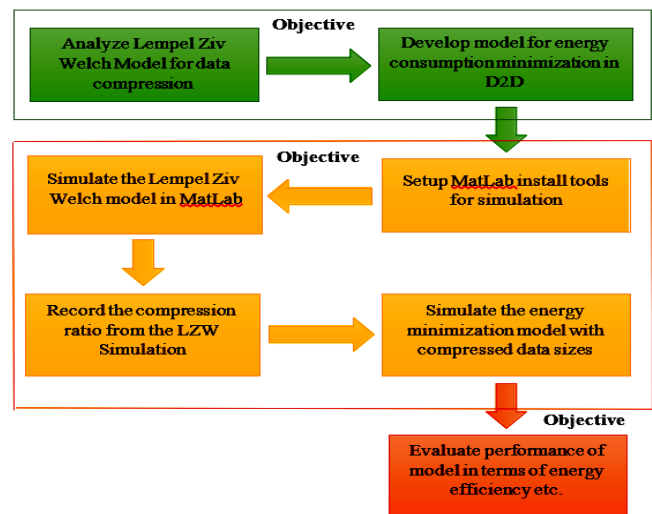 Objective
Analyze Lempel Ziv
Welch Model for data
compression
Develop model for energy
consumption minimization in
D2D
Objective
Simulate the Lempel Ziv
Welch model in MatLab
Setup MatLab install tools
for simulation
Record the compression
ratio from the LZW
Simulation
Simulate the energy
minimization model with
compressed data sizes
Objective
Evaluate performance of
model in terms of energy
efficiency etc.